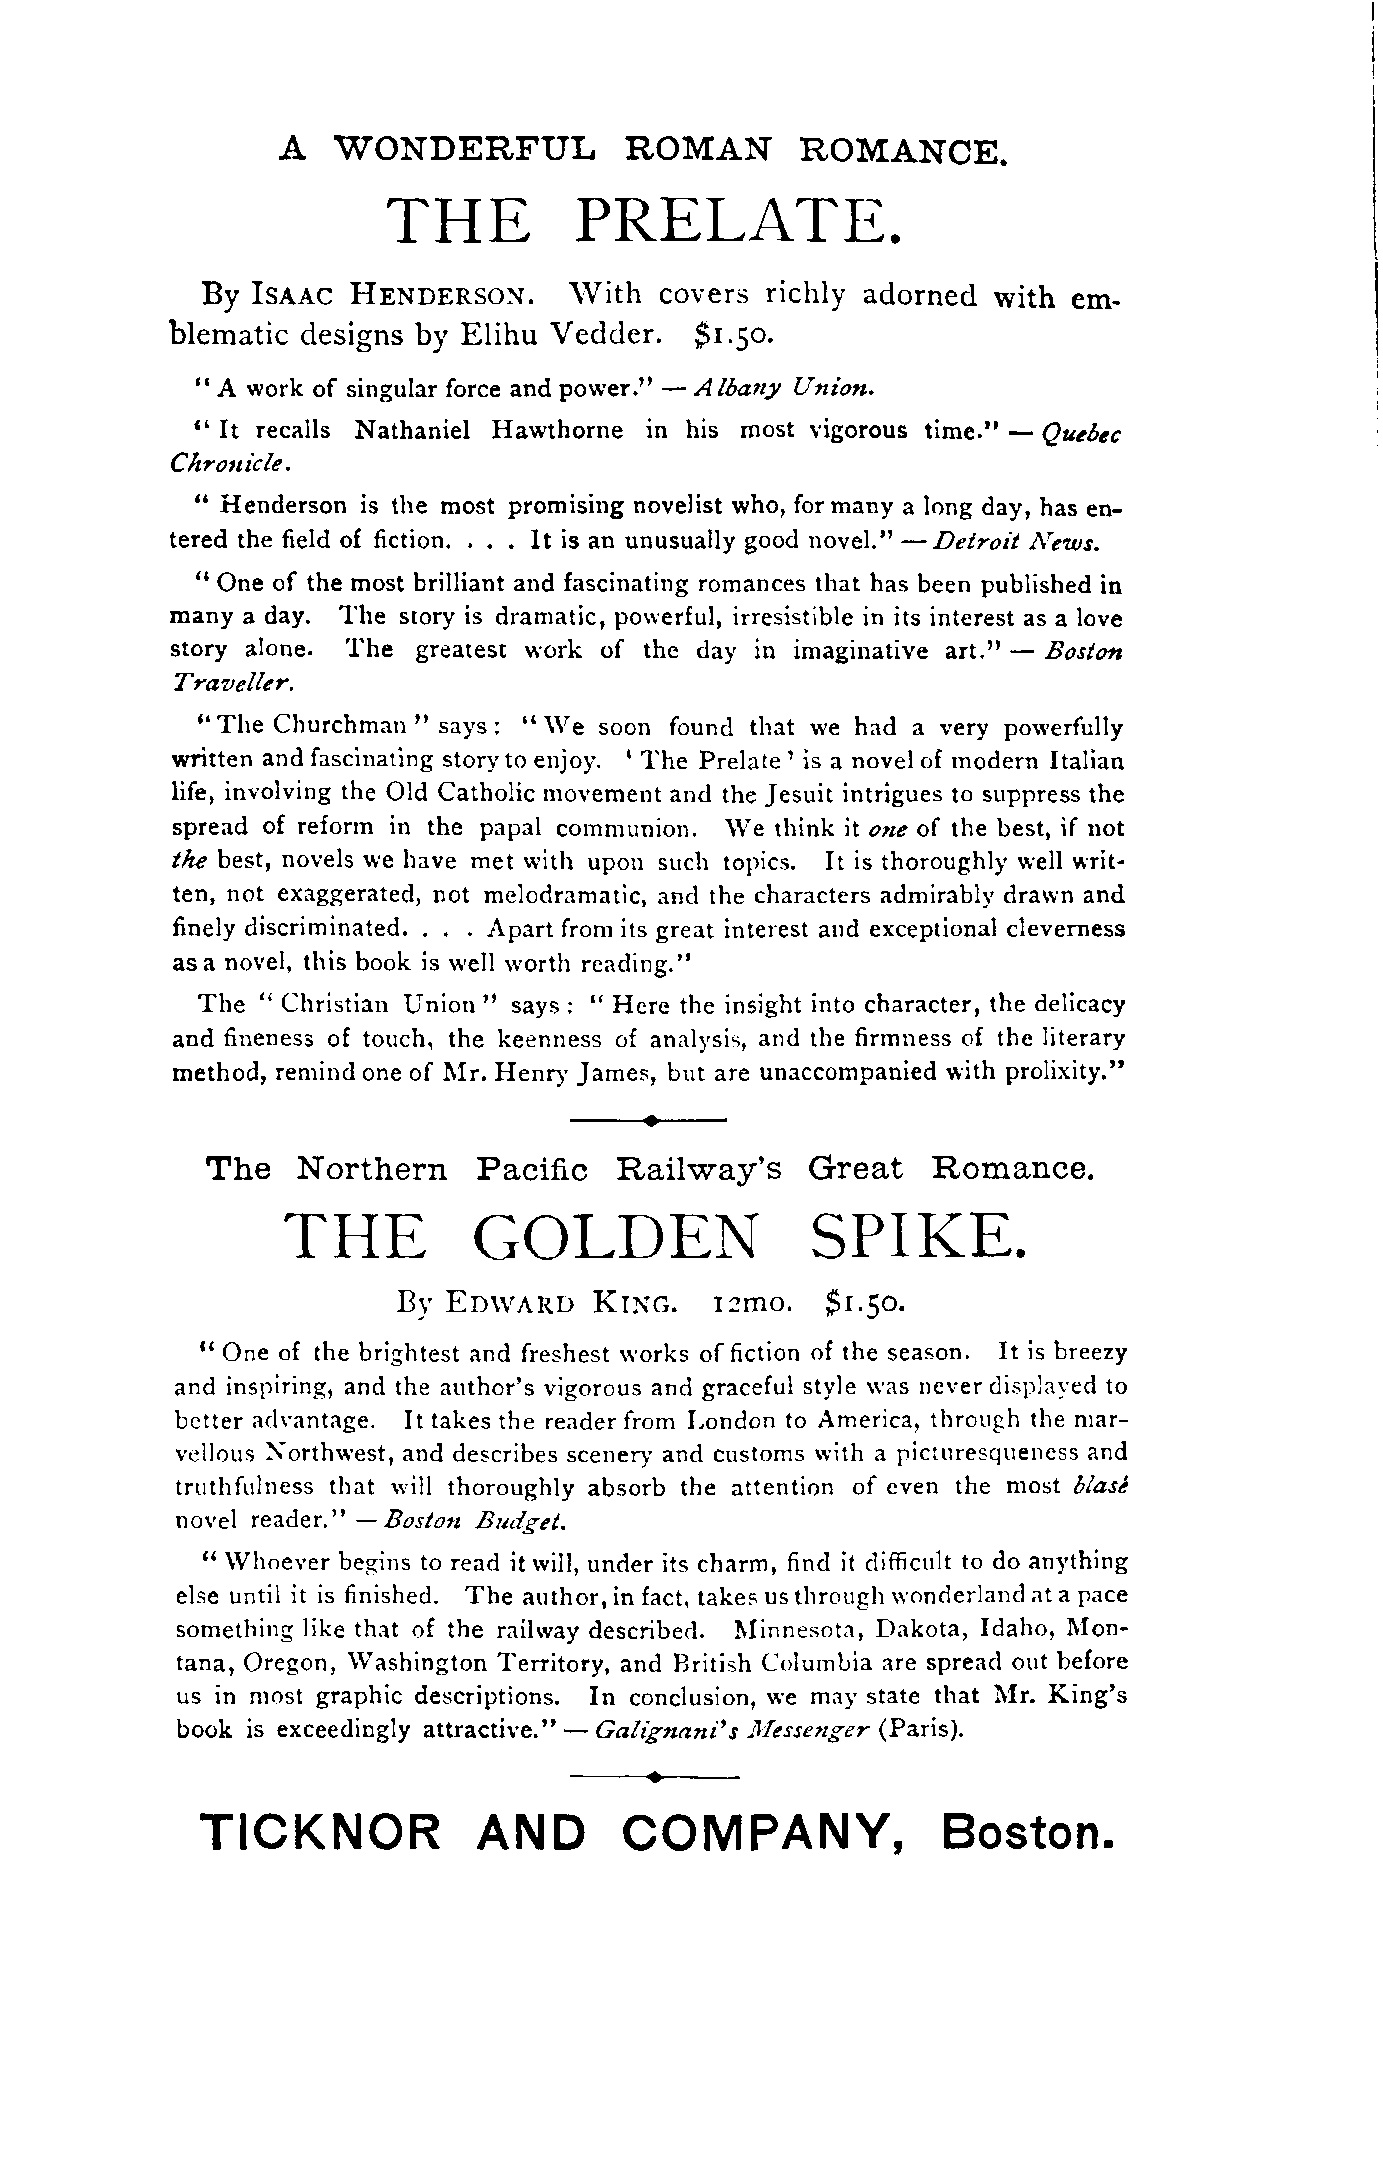 A WONDERFUL ROMAN ROMANCE.
THE PRELATE.
By ISAAC HENDERSON. With covers richly adorned with em-
blematic designs by Elihu Vedder. $1.50.
"A work of singular force and power." — Albany Union.
"It recalls Nathaniel Hawthorne in his most vigorous time." — Quebec
Chronicle.
"Henderson is the most promising novelist who, for many a long day, has en-
tered the field of fiction. . . . It is an unusually good novel." — Detroit News.
"One of the most brilliant and fascinating romances that has been published in
many a day. The story is dramatic, powerful, irresistible in its interest as a love
story alone. The greatest work of the day in imaginative art." — Boston
Traveller.
"The Churchman" says: "We soon found that we had a very powerfully
written and fascinating story to enjoy. 'The Prelate' is a novel of modern Italian
life, involving the Old Catholic movement and the Jesuit intrigues to suppress the
spread of reform in the papal communion. We think it one of the best, if not
the best, novels we have met with upon such topics. It is thoroughly well writ-
ten, not exaggerated, not melodramatic, and the characters admirably drawn and
finely discriminated. . . . Apart from its great interest and exceptional cleverness
as a novel, this book is well worth reading."
The "Christian Union" says: "Here the insight into character, the delicacy
and fineness of touch, the keenness of analysis, and the firmness of the literary
method, remind one of Mr. Henry James, but are unaccompanied with prolixity."
The Northern Pacific Railway's Great Romance.
THE GOLDEN SPIKE.
By EDWARD KING. 12mo. $1.50.
"One of the brightest and freshest works of fiction of the season. It is breezy
and inspiring, and the author's vigorous and graceful style was never displayed to
better advantage. It takes the reader from London to America, through the mar-
vellous Northwest, and describes scenery and customs with a picturesqueness and
truthfulness that will thoroughly absorb the attention of even the most blasé
novel reader." — Boston Budget.
"Whoever begins to read it will, under its charm, find it difficult to do anything
else until it is finished. The author, in fact, takes us through wonderland at a pace
something like that of the railway described. Minnesota, Dakota, Idaho, Mon-
tana, Oregon, Washington Territory, and British Columbia are spread out before
us in most graphic descriptions. In conclusion, we may state that Mr. King's
book is exceedingly attractive." — Galignani's Messenger (Paris).
TICKNOR AND COMPANY, Boston.